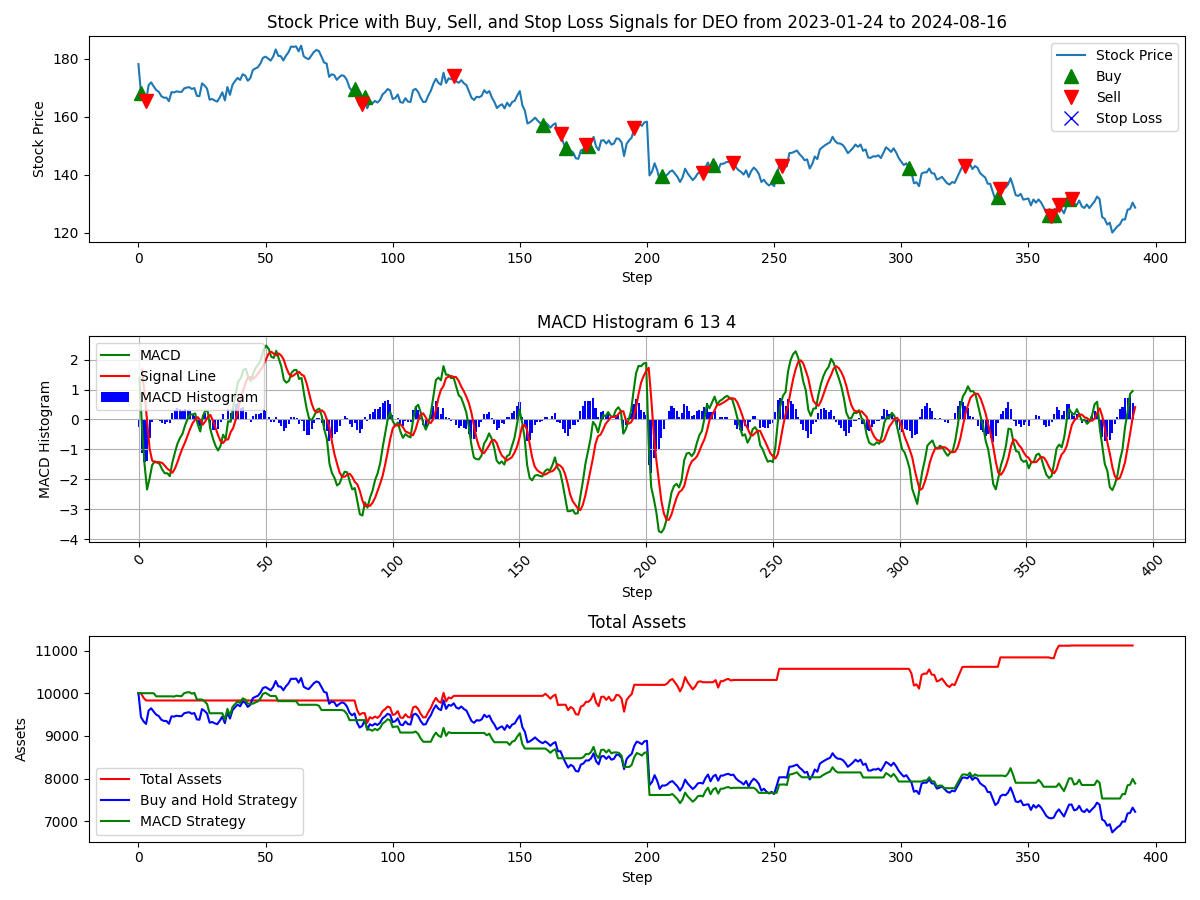 Stock Price with Buy, Sell, and Stop Loss Signals for DEO from 2023-01-24 to 2024-08-16
Stock Price
180
160
140
120
Stock Price
Buy
Sell
Stop Loss
0 50 100 150 200 250 300 350 400
Step
MACD Histogram 6 13 4
MACD Histogram
2
1
0
−1
−2
−3
−4
MACD
Signal Line
MACD Histogram
0 50 100 150 200 250 300 350 400
Step
Total Assets
Assets
11000
10000
9000
8000
7000
Total Assets
Buy and Hold Strategy
MACD Strategy
0 50 100 150 200 250 300 350 400
Step